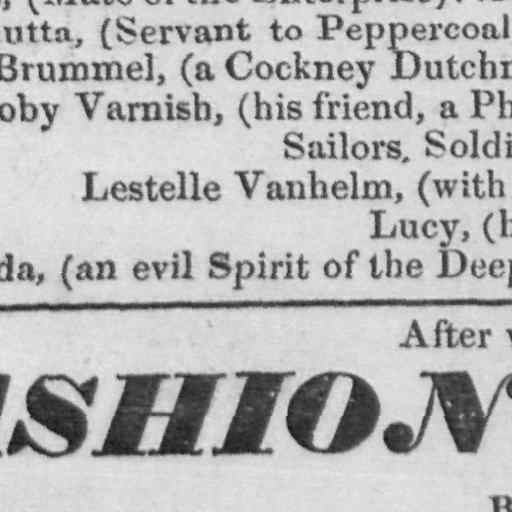 utta, (Servant to Peppercoal
Brummel, (a Cockney Dutchm
oby Varnish, (his friend, a Ph
Sailors, Soldi
Lestelle Vanhelm, (with
Lucy, (h
da, (an evil Spirit of the Deep
After
SHION